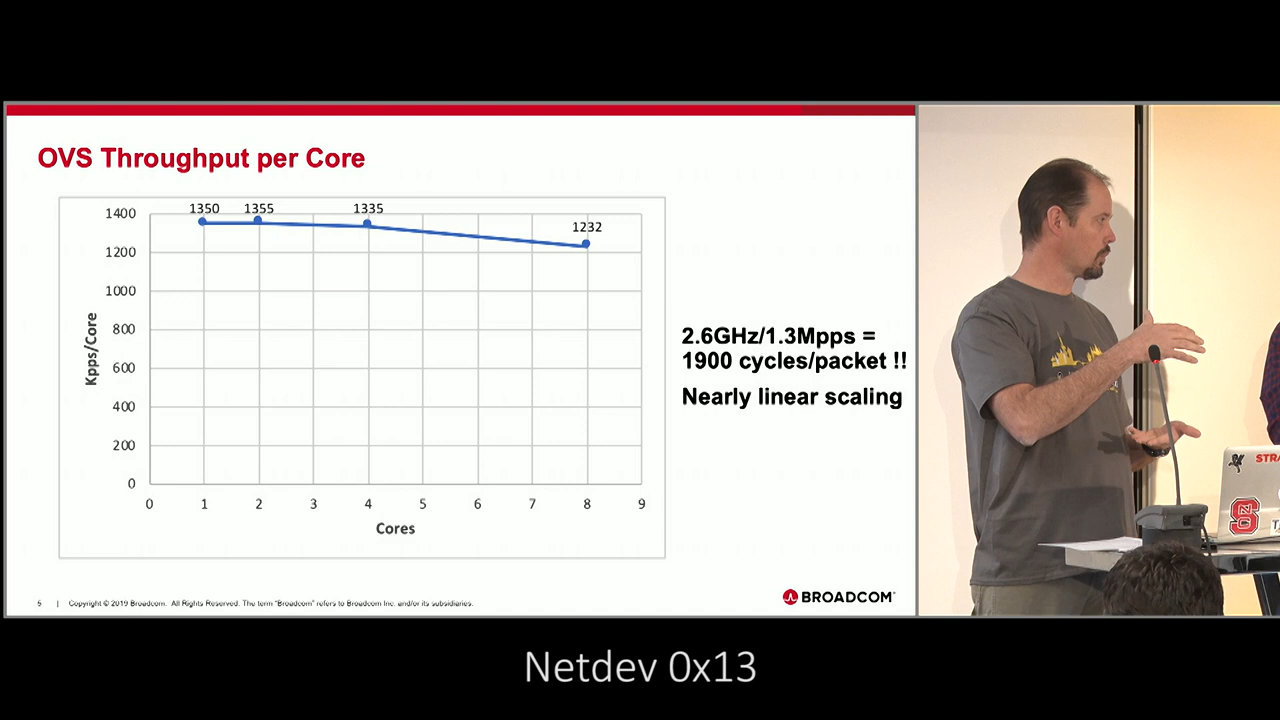 OVS Throughput per Core
1350
1355
1335
1232
1400
1200
1000
800
600
400
200
0
Kpps/Core
0 1 2 3 4 5 6 7 8 9
Cores
2.6GHz/1.3Mpps =
1900 cycles/packet !!
Nearly linear scaling
5 | Copyright © 2019 Broadcom. All Rights Reserved. The term "Broadcom" refers to Broadcom Inc. and/or its subsidiaries.
BROADCOM
STRA
S
Netdev 0x13